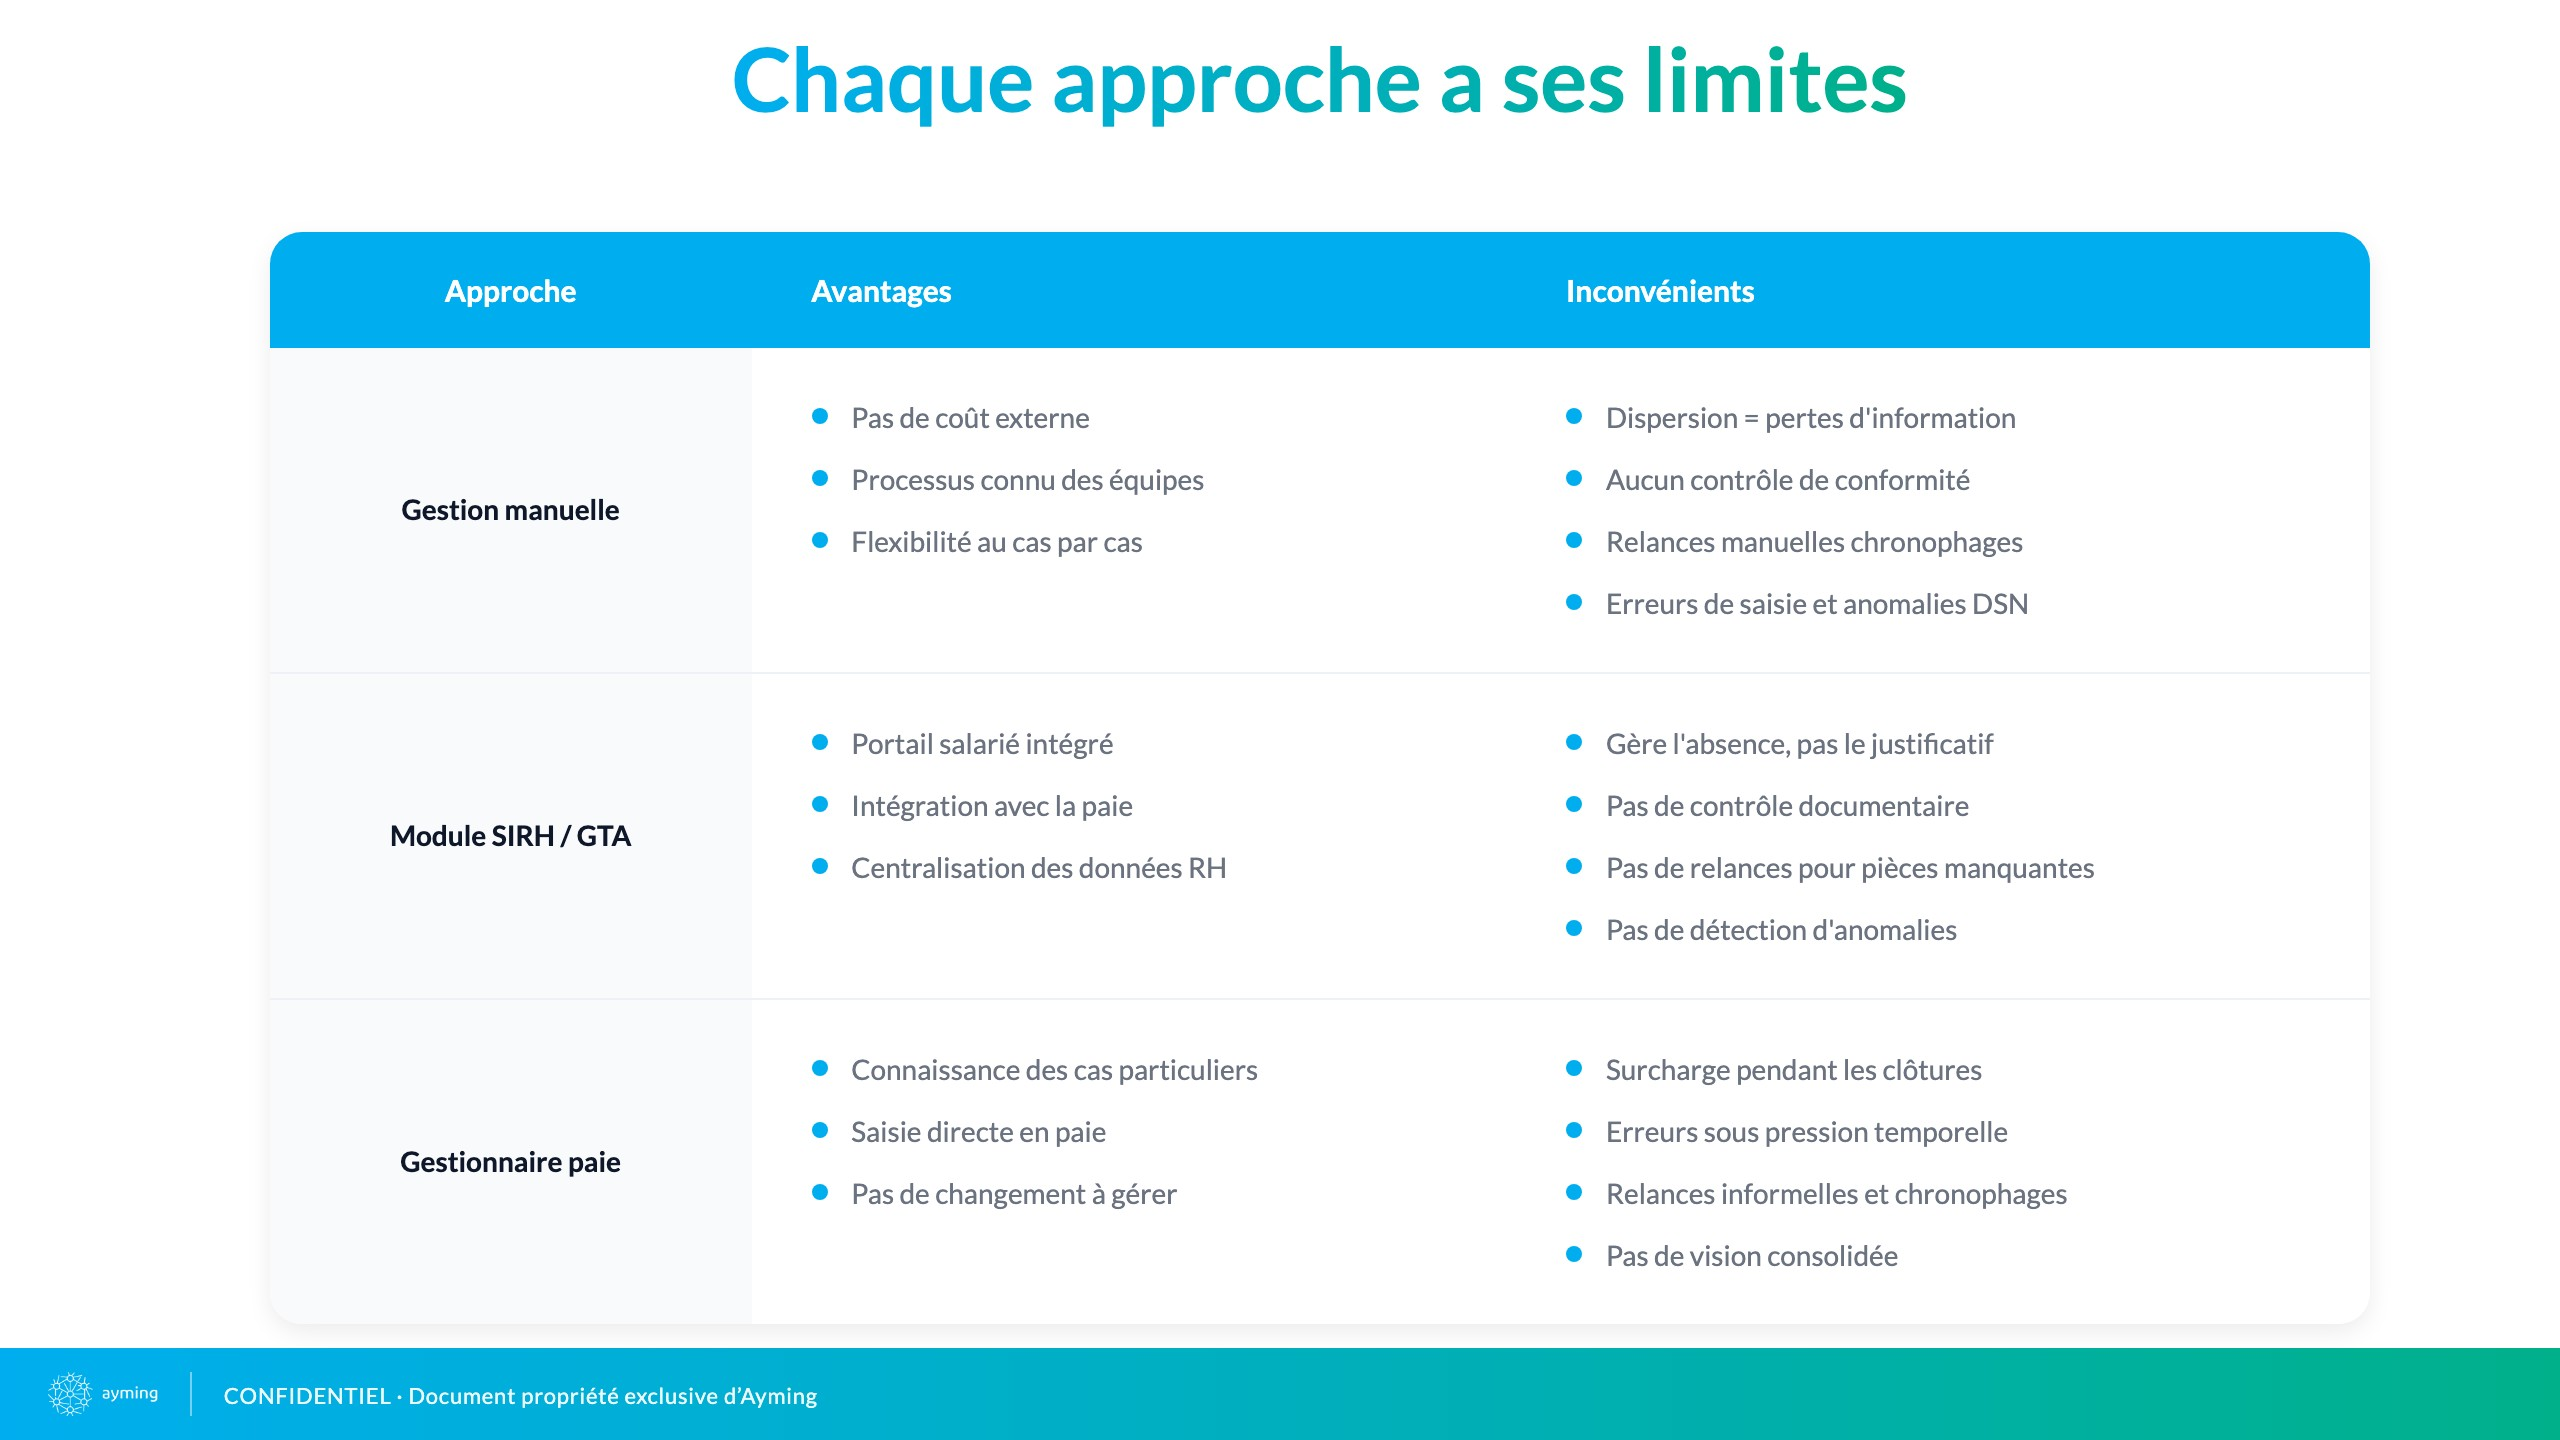 Chaque approche a ses limites
Approche
Avantages
Inconvénients
Gestion manuelle
Pas de coût externe
Processus connu des équipes
Flexibilité au cas par cas
Dispersion = pertes d'information
Aucun contrôle de conformité
Relances manuelles chronophages
Erreurs de saisie et anomalies DSN
Module SIRH / GTA
Portail salarié intégré
Intégration avec la paie
Centralisation des données RH
Gère l'absence, pas le justificatif
Pas de contrôle documentaire
Pas de relances pour pièces manquantes
Pas de détection d'anomalies
Gestionnaire paie
Connaissance des cas particuliers
Saisie directe en paie
Pas de changement à gérer
Surcharge pendant les clôtures
Erreurs sous pression temporelle
Relances informelles et chronophages
Pas de vision consolidée
ayming
CONFIDENTIEL · Document propriété exclusive d’Ayming